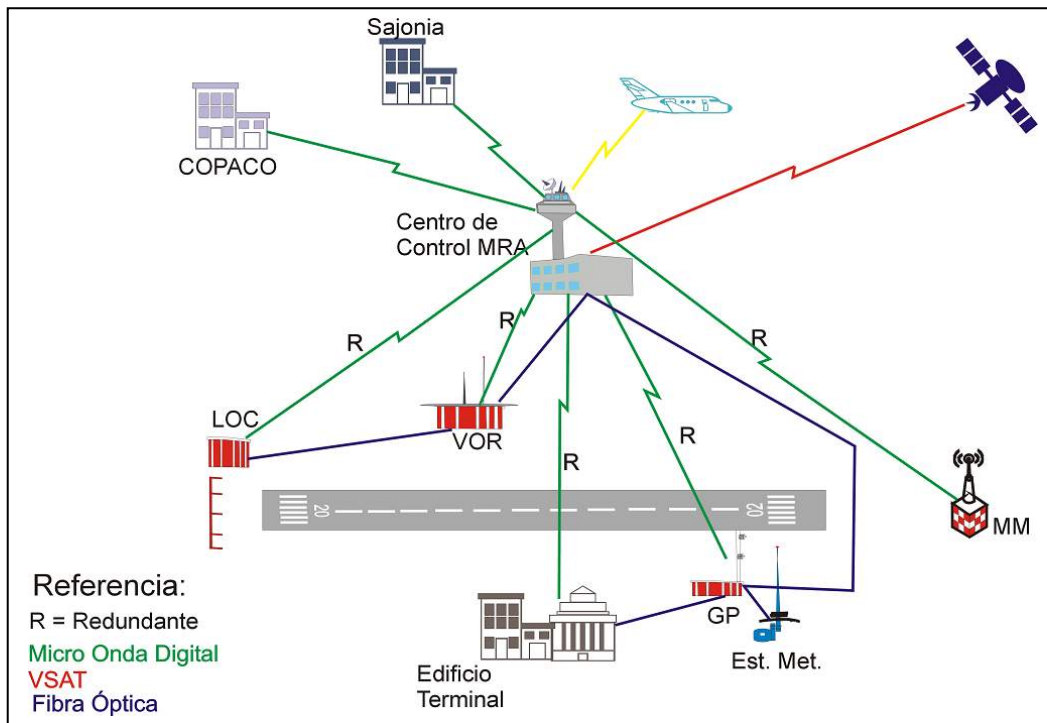 Sajonia
COPACO
Centro de
Control MRA
R
R
R
LOC
VOR
R
R
20
02
MM
GP
Est. Met.
Edificio
Terminal
Referencia:
R = Redundante
Micro Onda Digital
VSAT
Fibra Óptica